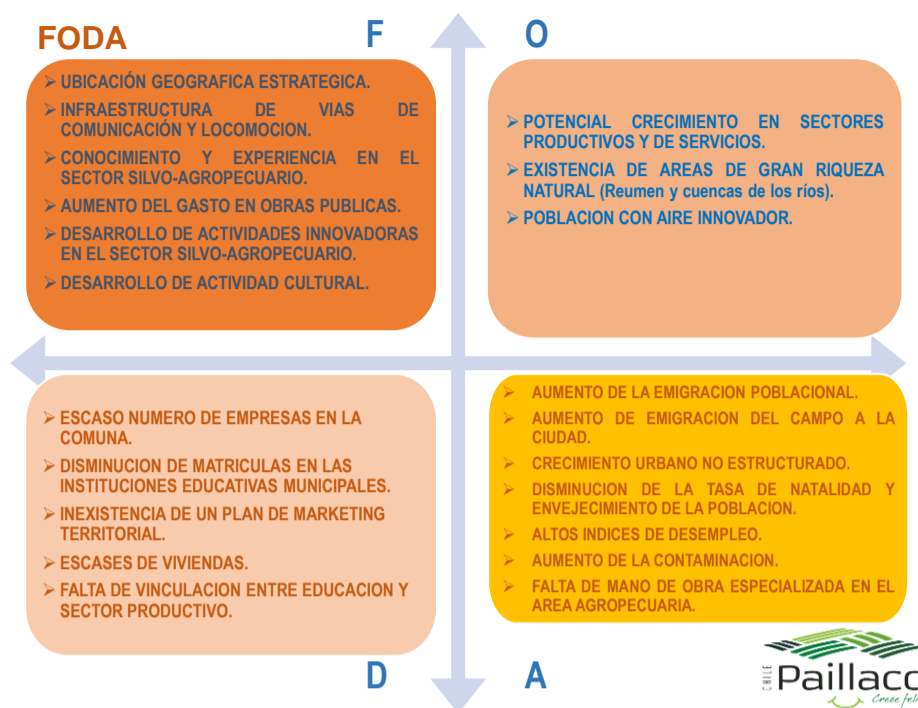 FODA
F
O
UBICACIÓN GEOGRAFICA ESTRATEGICA.
INFRAESTRUCTURA DE VIAS DE
COMUNICACIÓN Y LOCOMOCION.
CONOCIMIENTO Y EXPERIENCIA EN EL
SECTOR SILVO-AGROPECUARIO.
AUMENTO DEL GASTO EN OBRAS PUBLICAS.
DESARROLLO DE ACTIVIDADES INNOVADORAS
EN EL SECTOR SILVO-AGROPECUARIO.
DESARROLLO DE ACTIVIDAD CULTURAL.
POTENCIAL CRECIMIENTO EN SECTORES
PRODUCTIVOS Y DE SERVICIOS.
EXISTENCIA DE AREAS DE GRAN RIQUEZA
NATURAL (Reumen y cuencas de los ríos).
POBLACION CON AIRE INNOVADOR.
ESCASO NUMERO DE EMPRESAS EN LA
COMUNA.
DISMINUCION DE MATRICULAS EN LAS
INSTITUCIONES EDUCATIVAS MUNICIPALES.
INEXISTENCIA DE UN PLAN DE MARKETING
TERRITORIAL.
ESCASES DE VIVIENDAS.
FALTA DE VINCULACION ENTRE EDUCACION Y
SECTOR PRODUCTIVO.
AUMENTO DE LA EMIGRACION POBLACIONAL.
AUMENTO DE EMIGRACION DEL CAMPO A LA
CIUDAD.
CRECIMIENTO URBANO NO ESTRUCTURADO.
DISMINUCION DE LA TASA DE NATALIDAD Y
ENVEJECIMIENTO DE LA POBLACION.
ALTOS INDICES DE DESEMPLEO.
AUMENTO DE LA CONTAMINACION.
FALTA DE MANO DE OBRA ESPECIALIZADA EN EL
AREA AGROPECUARIA.
D
A
CHILE
Paillaco
Crece